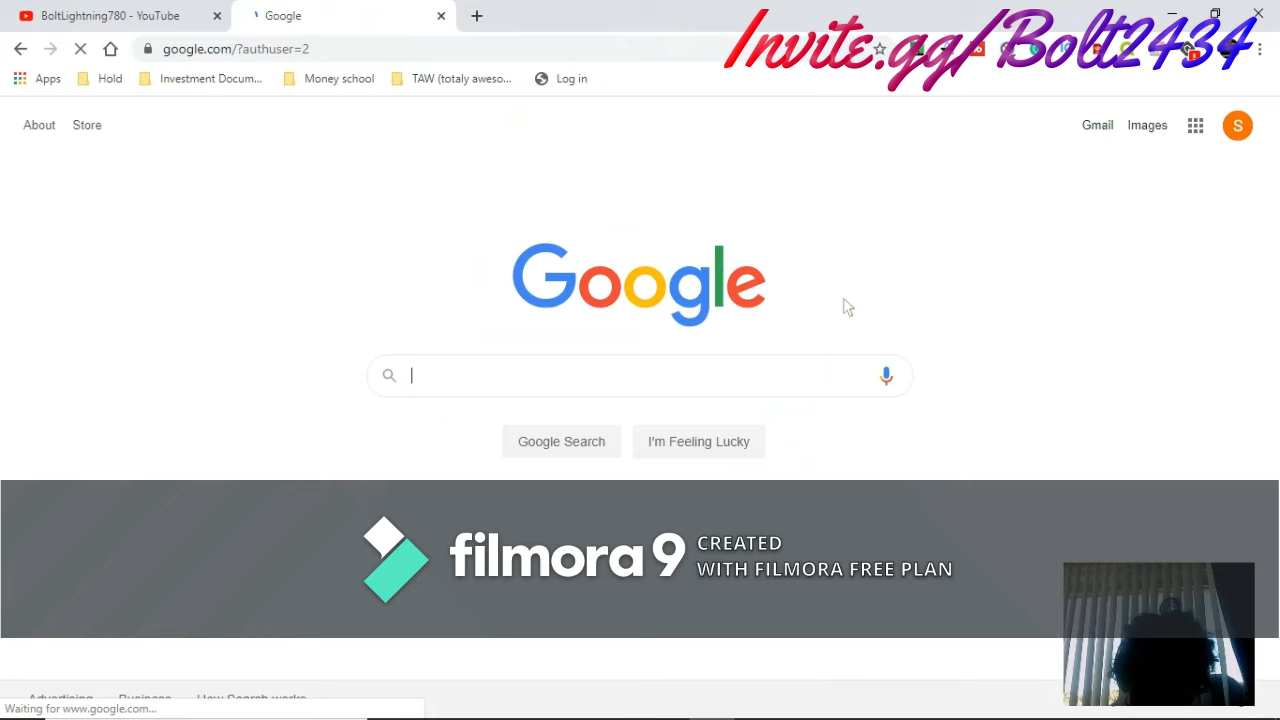 BoltLightning780 - YouTube
Google
google.com/?authuser=2
Invite.gg/Bolt2434
Apps
Hold
Investment Docum...
Money school
TAW (totaly aweso...
Log in
About
Store
Gmail
Images
S
Google
Google Search
I'm Feeling Lucky
filmora 9
CREATED
WITH FILMORA FREE PLAN
Advertising
Business
How Search works
Waiting for www.google.com...